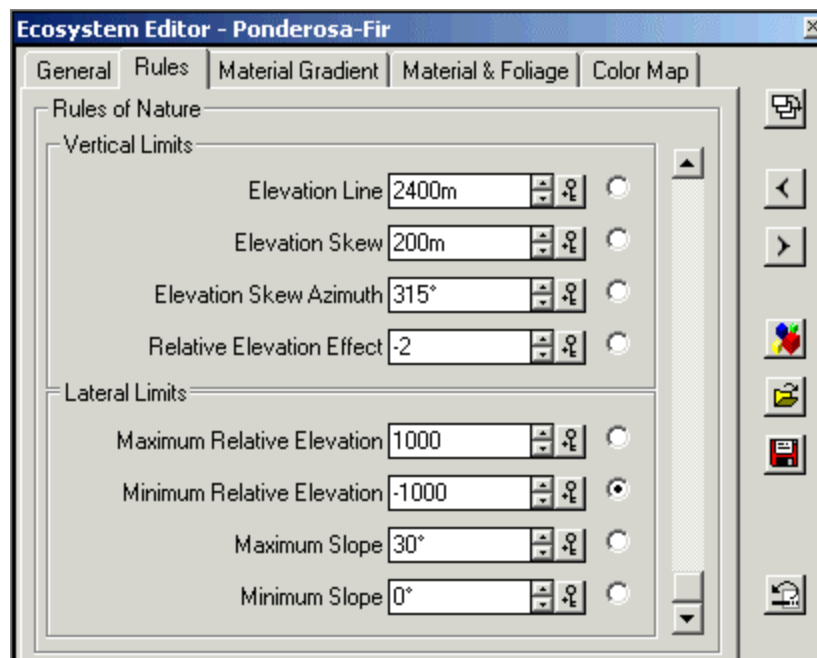 Ecosystem Editor - Ponderosa-Fir
General Rules Material Gradient Material & Foliage Color Map
Rules of Nature
Vertical Limits
Elevation Line 2400m
Elevation Skew 200m
Elevation Skew Azimuth 315°
Relative Elevation Effect -2
Lateral Limits
Maximum Relative Elevation 1000
Minimum Relative Elevation -1000
Maximum Slope 30°
Minimum Slope 0°